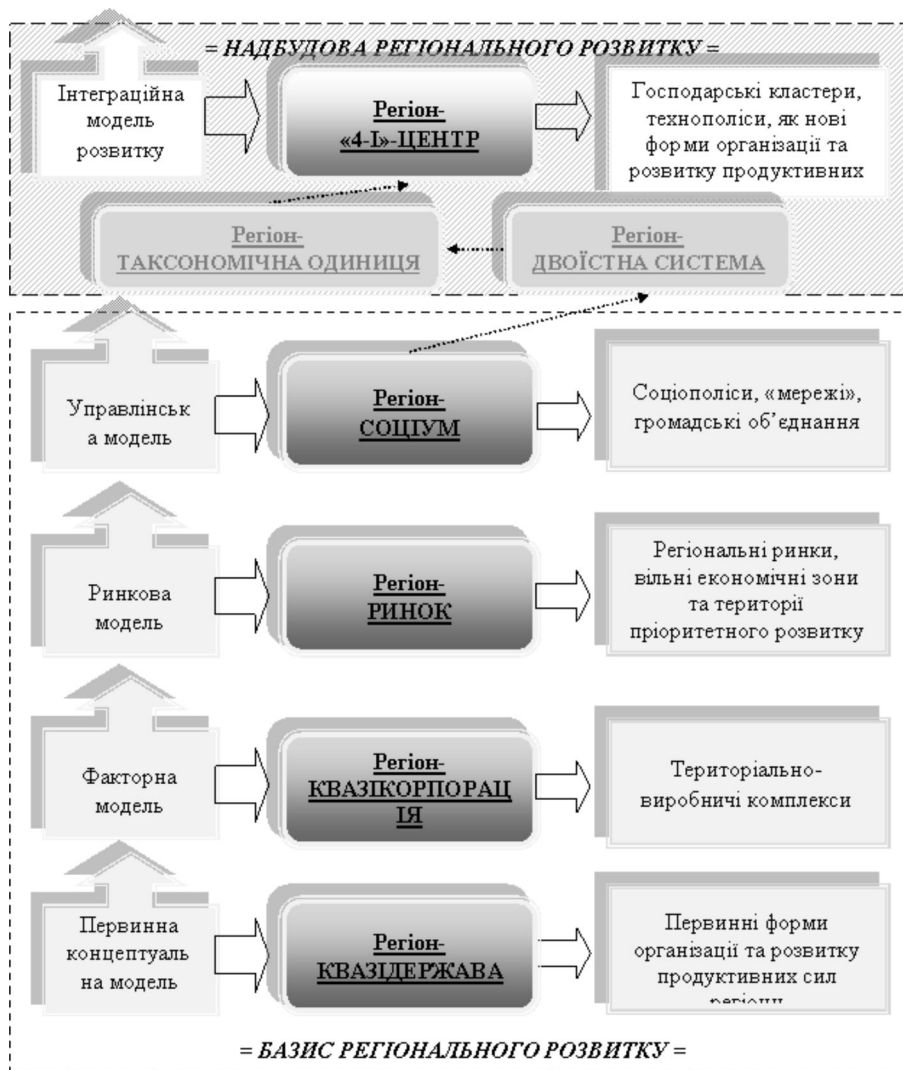 = НАДБУДОВА РЕГІОНАЛЬНОГО РОЗВИТКУ =
Інтеграційна
модель
розвитку
Регіон-
«4-І»-ЦЕНТР
Господарські кластери,
технополіси, як нові
форми організації та
розвитку продуктивних
Регіон-
ТАКСОНОМІЧНА ОДИНИЦЯ
Регіон-
ДВОЇСТНА СИСТЕМА
Управлінськ
а модель
Регіон-
СОЦІУМ
Соціополіси, «мережі»,
громадські об’єднання
Ринкова
модель
Регіон-
РИНОК
Регіональні ринки,
вільні економічні зони
та території
пріоритетного розвитку
Факторна
модель
Регіон-
КВАЗІКОРПОРАЦ
ІЯ
Територіально-
виробничі комплекси
Первинна
концептуаль
на модель
Регіон-
КВАЗІДЕРЖАВА
Первинні форми
організації та розвитку
продуктивних сил
= БАЗИС РЕГІОНАЛЬНОГО РОЗВИТКУ =